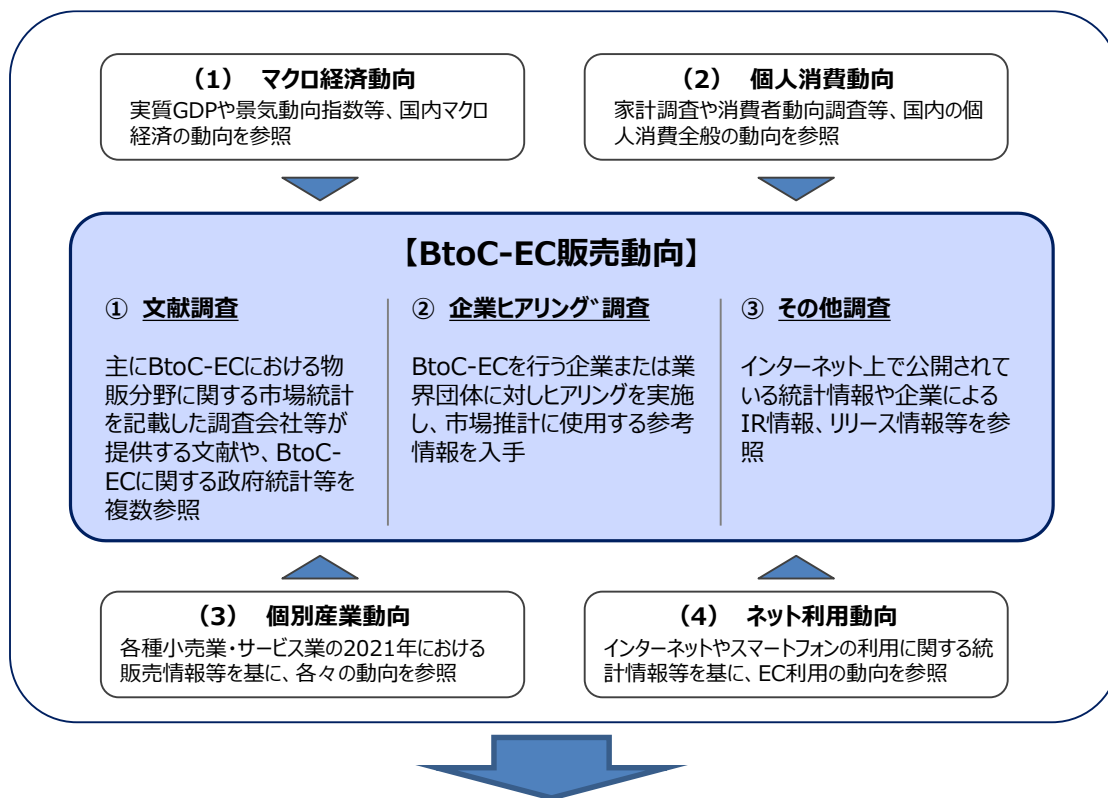 （1） マクロ経済動向
実質GDPや景気動向指数等、国内マクロ
経済の動向を参照
（2） 個人消費動向
家計調査や消費者動向調査等、国内の個
人消費全般の動向を参照
【BtoC-EC販売動向】
① 文献調査
主にBtoC-ECにおける物
販分野に関する市場統計
を記載した調査会社等が
提供する文献や、BtoC-
ECに関する政府統計等を
複数参照
② 企業ヒアリング゛調査
BtoC-ECを行う企業または業
界団体に対しヒアリングを実施
し、市場推計に使用する参考
情報を入手
③ その他調査
インターネット上で公開されて
いる統計情報や企業による
IR情報、リリース情報等を参
照
（3） 個別産業動向
各種小売業・サービス業の2021年における
販売情報等を基に、各々の動向を参照
（4） ネット利用動向
インターネットやスマートフォンの利用に関する統
計情報等を基に、EC利用の動向を参照